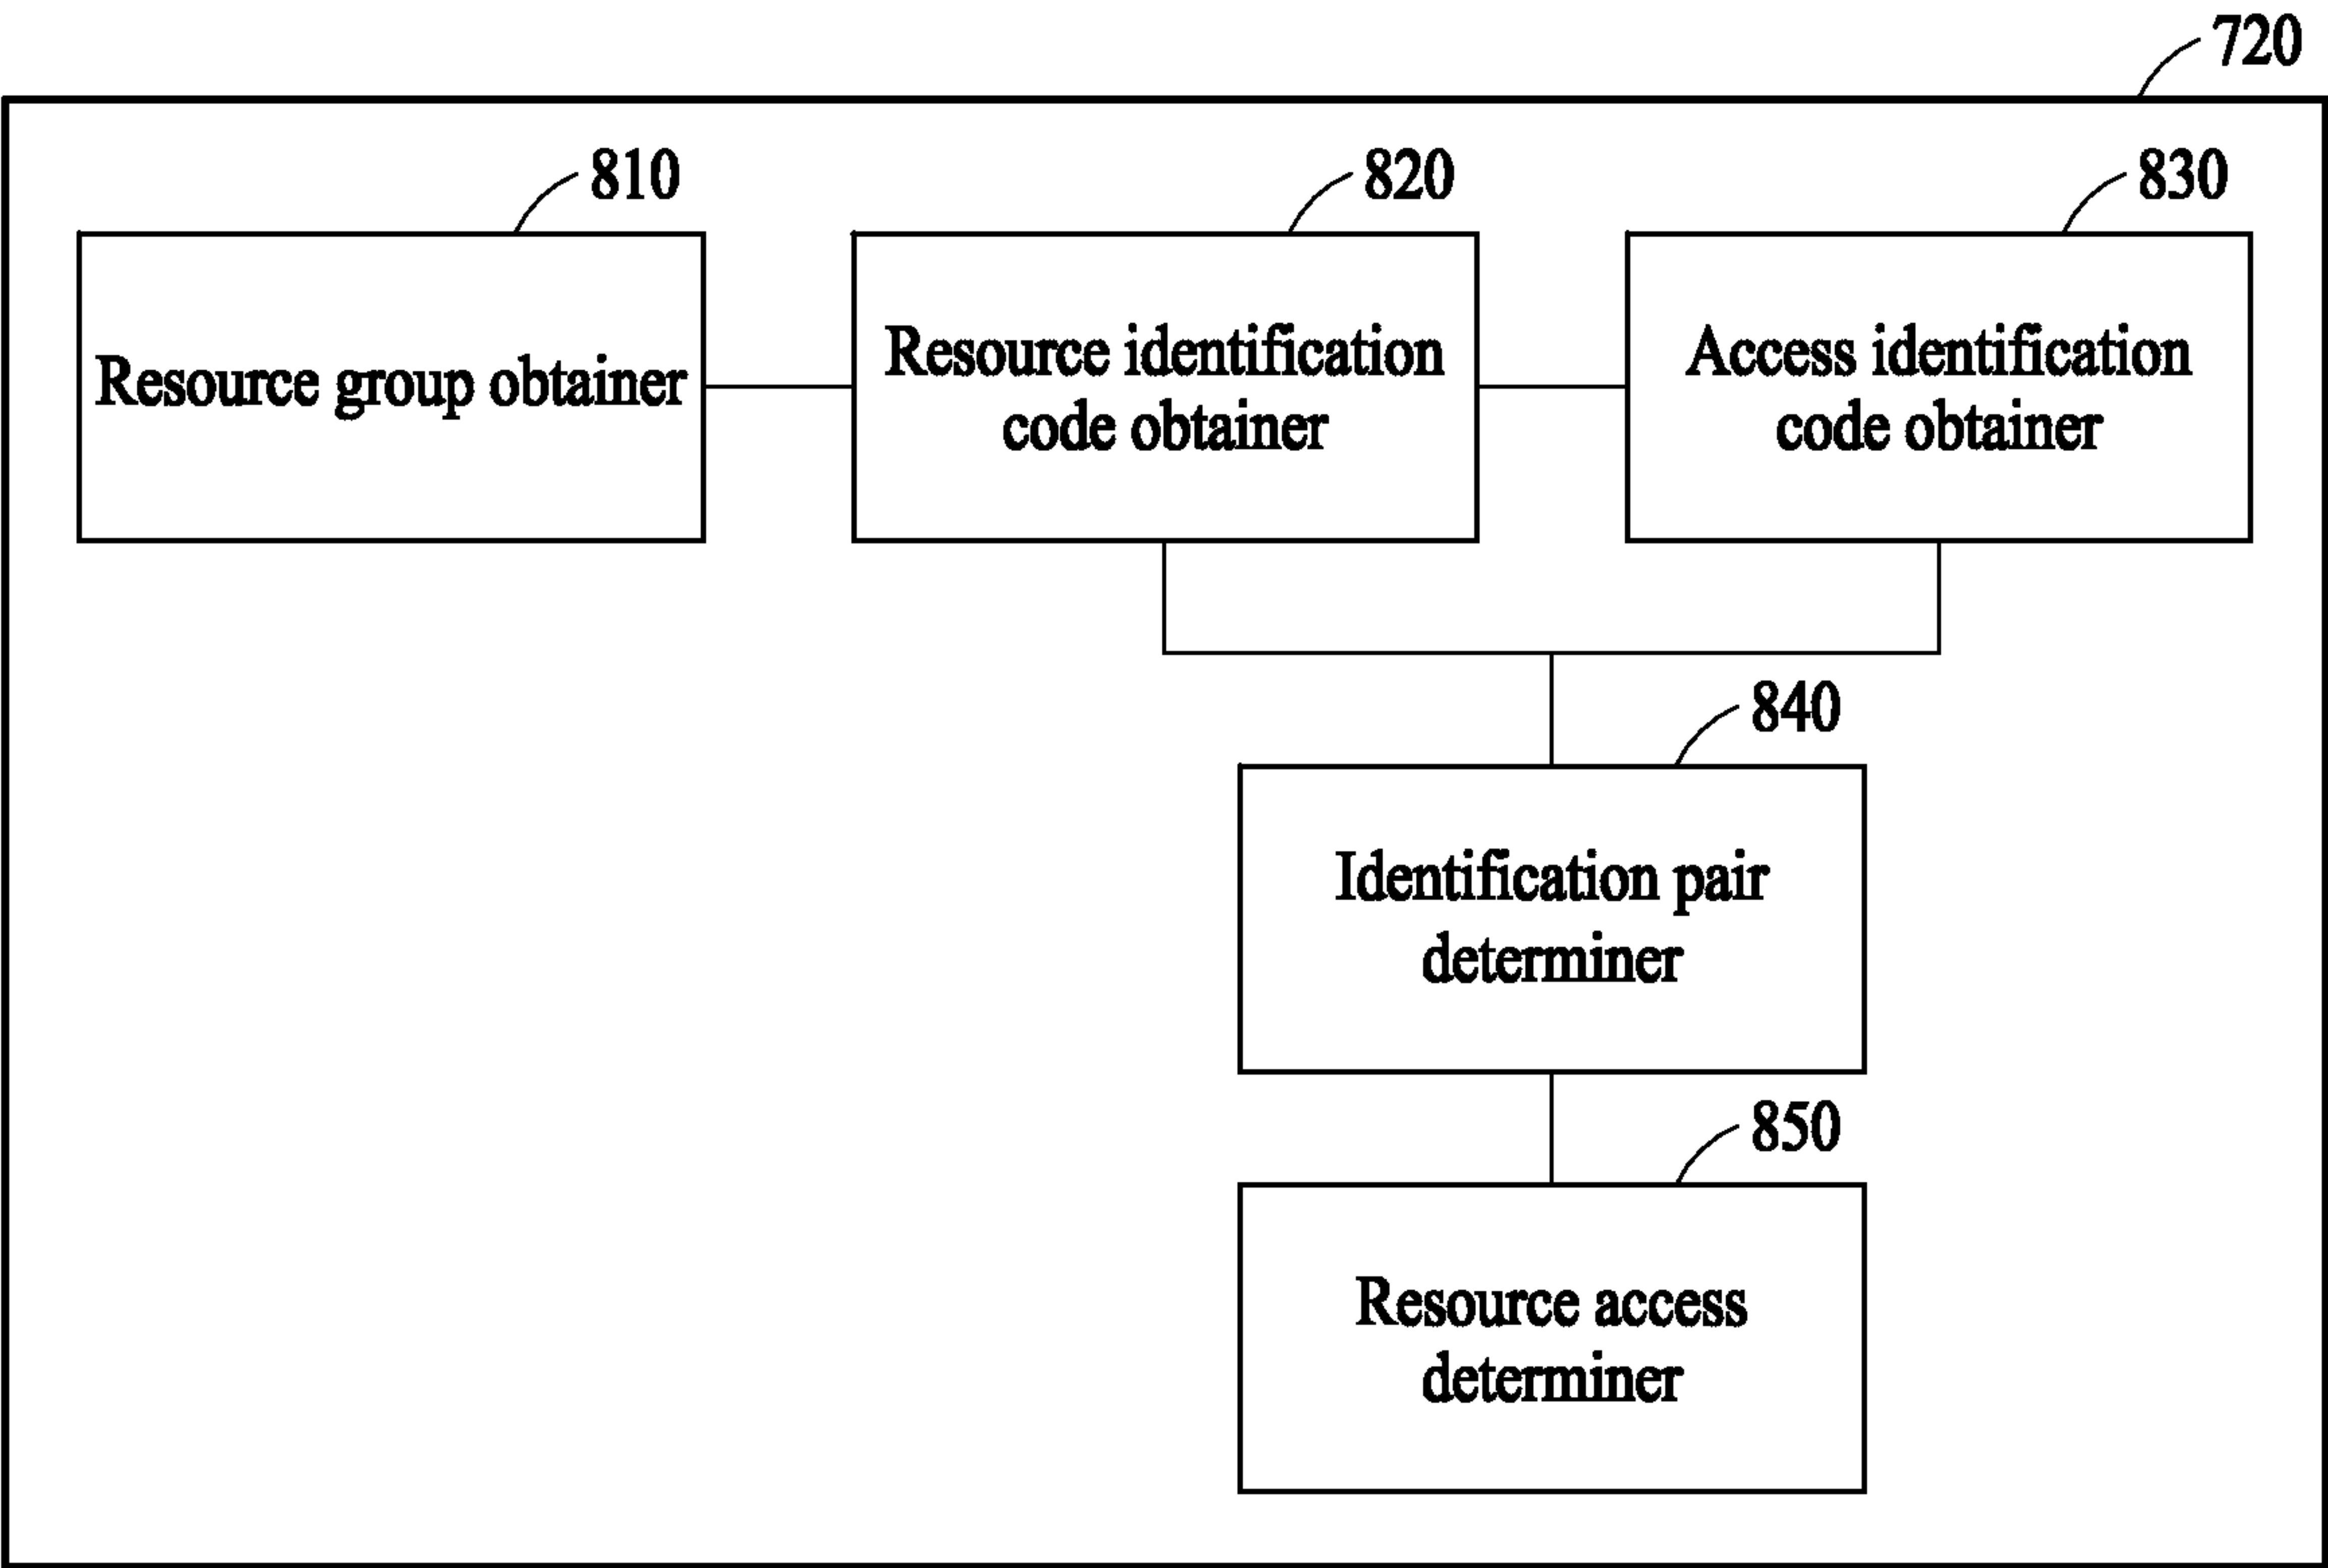 720
810
820
830
Resource group obtainer
Resource identification
code obtainer
Access identification
code obtainer
840
Identification pair
determiner
850
Resource access
determiner